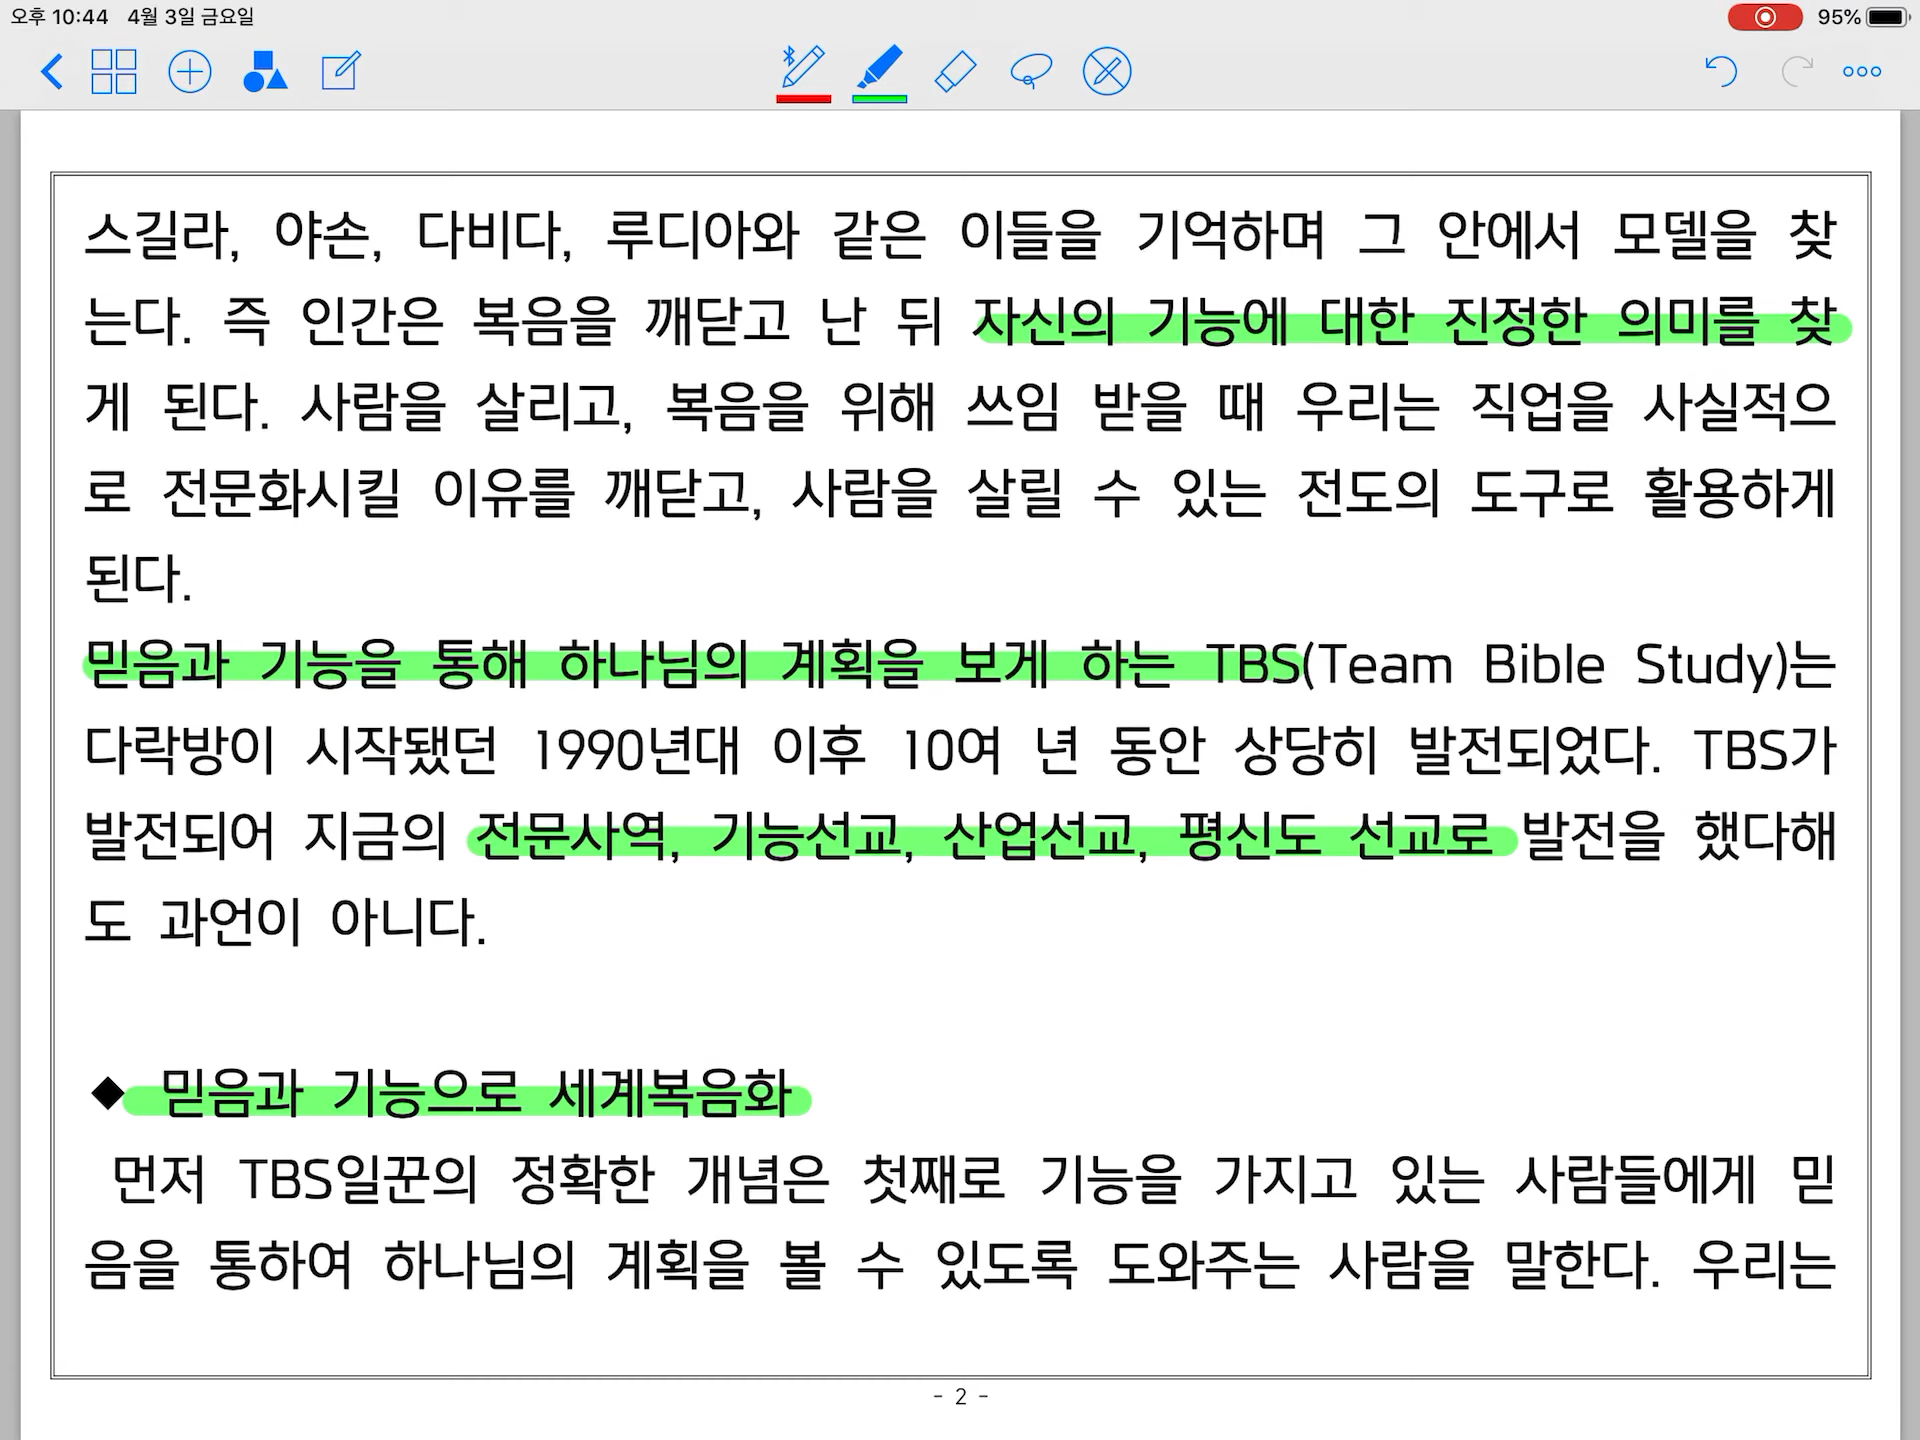 오후 10:44 4월 3일 금요일
95%
스길라, 야손, 다비다, 루디아와 같은 이들을 기억하며 그 안에서 모델을 찾
는다. 즉 인간은 복음을 깨닫고 난 뒤 자신의 기능에 대한 진정한 의미를 찾
게 된다. 사람을 살리고, 복음을 위해 쓰임 받을 때 우리는 직업을 사실적으
로 전문화시킬 이유를 깨닫고, 사람을 살릴 수 있는 전도의 도구로 활용하게
된다.
믿음과 기능을 통해 하나님의 계획을 보게 하는 TBS(Team Bible Study)는
다락방이 시작됐던 1990년대 이후 10여 년 동안 상당히 발전되었다. TBS가
발전되어 지금의 전문사역, 기능선교, 산업선교, 평신도 선교로 발전을 했다해
도 과언이 아니다.
◆ 믿음과 기능으로 세계복음화
먼저 TBS일꾼의 정확한 개념은 첫째로 기능을 가지고 있는 사람들에게 믿
음을 통하여 하나님의 계획을 볼 수 있도록 도와주는 사람을 말한다. 우리는
- 2 -